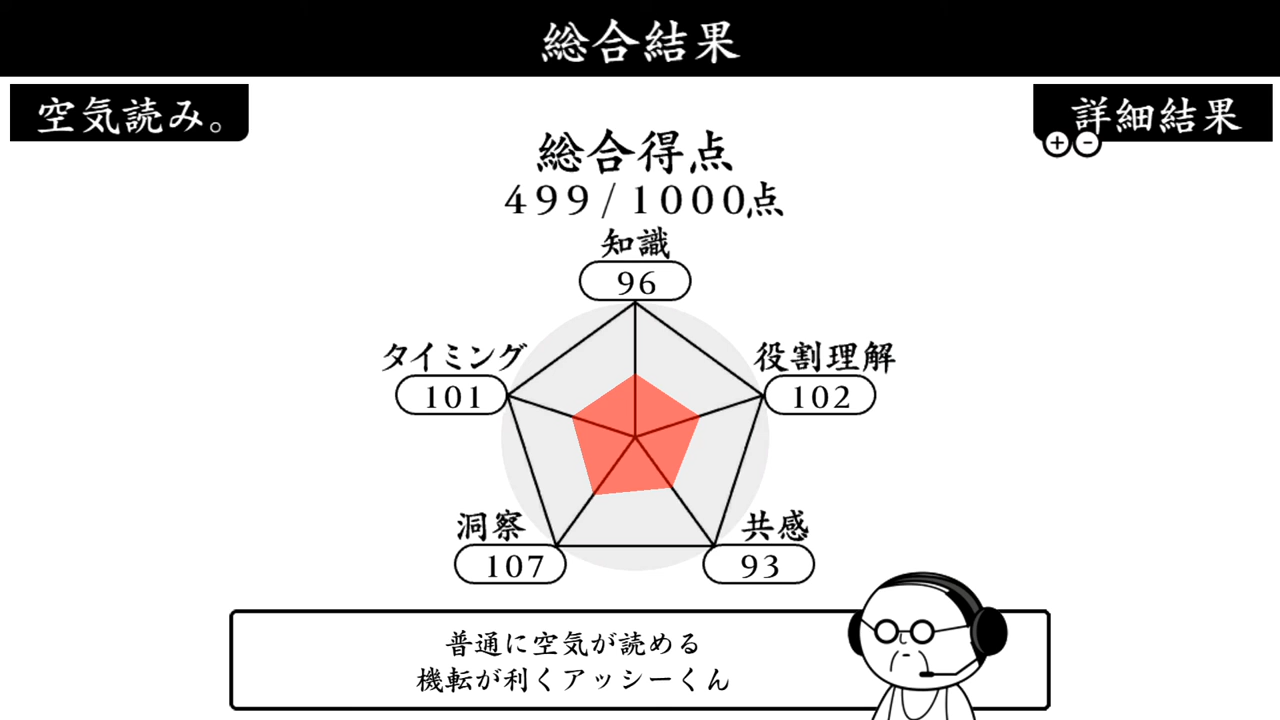 総合結果
空気読み。
詳細結果
総合得点
499/1000点
知識
96
タイミング
101
役割理解
102
洞察
107
共感
93
普通に空気が読める
機転が利くアッシーくん